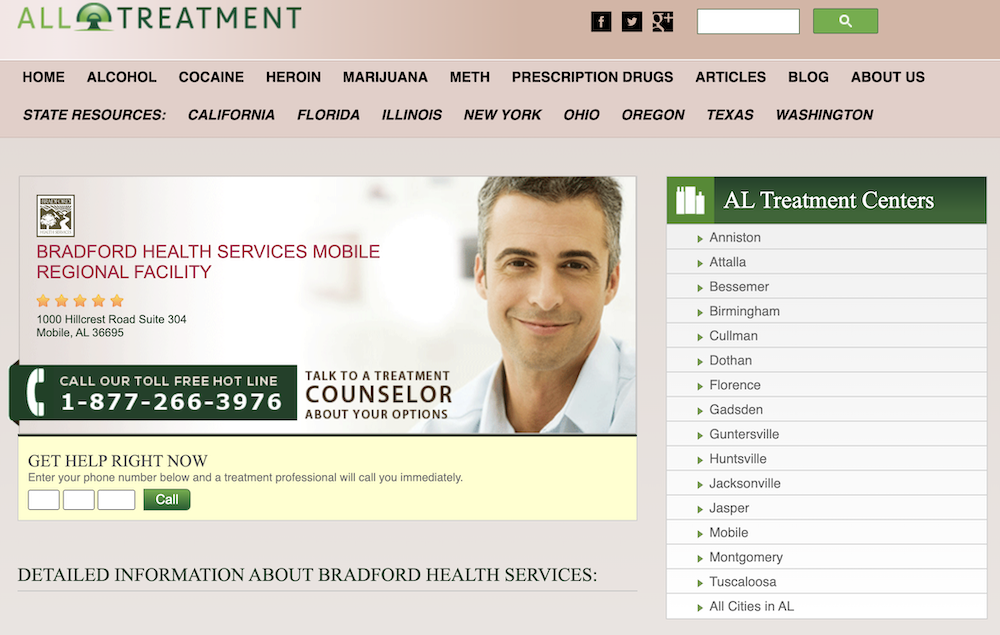 ALL TREATMENT
HOME ALCOHOL COCAINE HEROIN MARIJUANA METH PRESCRIPTION DRUGS ARTICLES BLOG ABOUT US
STATE RESOURCES: CALIFORNIA FLORIDA ILLINOIS NEW YORK OHIO OREGON TEXAS WASHINGTON
BRADFORD
BRADFORD HEALTH SERVICES MOBILE
REGIONAL FACILITY
1000 Hillcrest Road Suite 304
Mobile, AL 36695
CALL OUR TOLL FREE HOT LINE
1-877-266-3976
TALK TO A TREATMENT
COUNSELOR
ABOUT YOUR OPTIONS
GET HELP RIGHT NOW
Enter your phone number below and a treatment professional will call you immediately.
Call
DETAILED INFORMATION ABOUT BRADFORD HEALTH SERVICES:
AL Treatment Centers
Anniston
Attalla
Bessemer
Birmingham
Cullman
Dothan
Florence
Gadsden
Guntersville
Huntsville
Jacksonville
Jasper
Mobile
Montgomery
Tuscaloosa
All Cities in AL